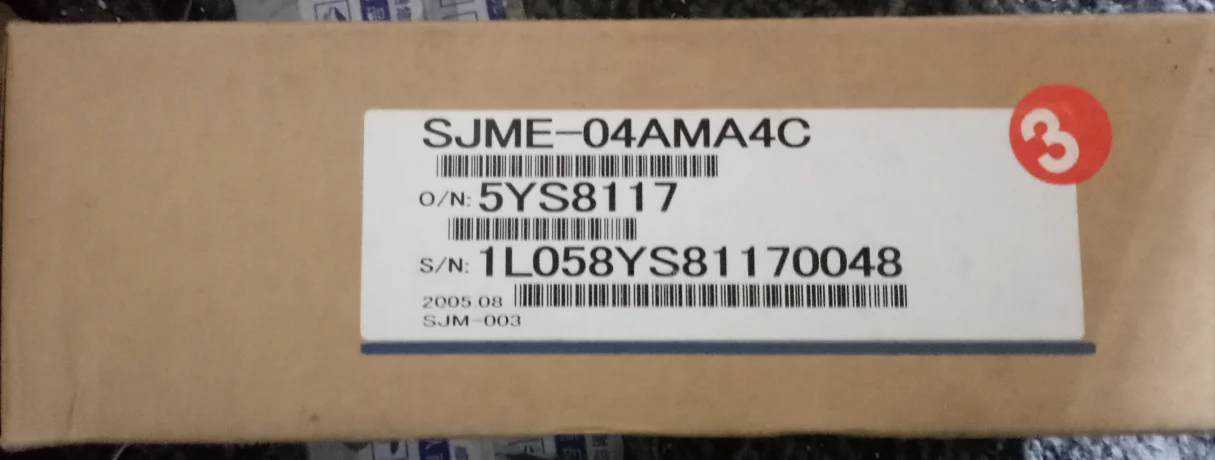 SJME-04AMA4C
3
O/N: 5YS8117
S/N: 1L058YS81170048
2005.08
SJM-003